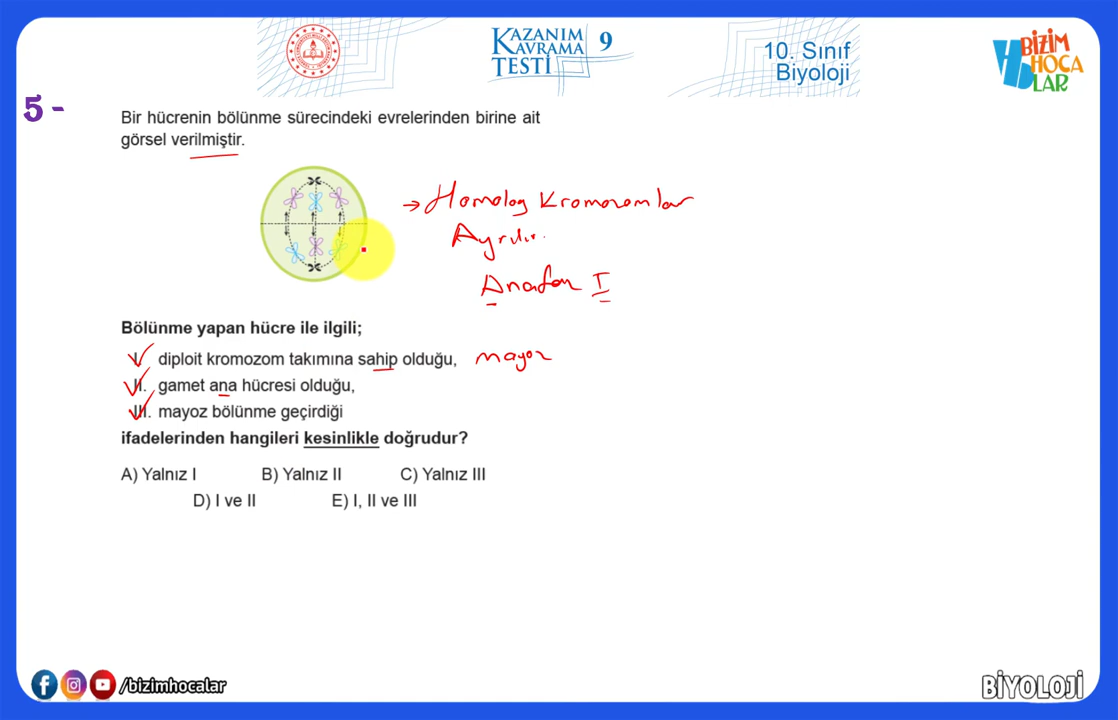 KAZANIM
KAVRAMA
TESTİ
9
10. Sınıf
Biyoloji
BİZİM
HOCA
LAR
5 -
Bir hücrenin bölünme sürecindeki evrelerinden birine ait
görsel verilmiştir.
→ Homolog Kromozomlar
Ayrılır.
Anafaz I
Bölünme yapan hücre ile ilgili;
I. diploit kromozom takımına sahip olduğu, mayoz
II. gamet ana hücresi olduğu,
III. mayoz bölünme geçirdiği
ifadelerinden hangileri kesinlikle doğrudur?
A) Yalnız I B) Yalnız II C) Yalnız III
D) I ve II E) I, II ve III
/bizimhocalar
BİYOLOJİ